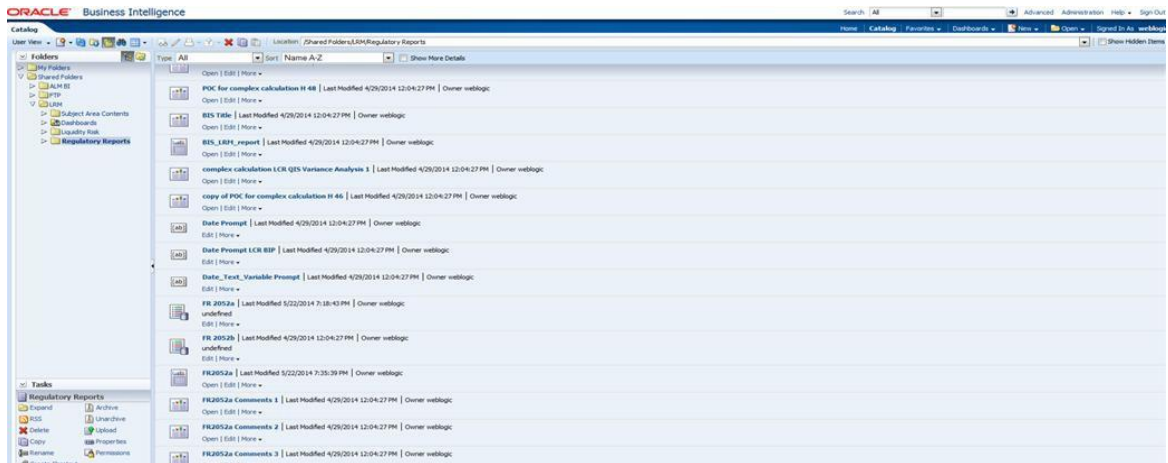 ORACLE Business Intelligence
Search All Advanced Administration Help Sign Out
Catalog
Home Catalog Favorites Dashboards New Open Signed In As weblogic
User View Location /Shared Folders/LRM/Regulatory Reports Show Hidden Items
Folders
Type All Sort Name A-Z Show More Details
My Folders
Shared Folders
ALM BI
PTP
LRM
Subject Area Contents
Dashboards
Liquidity Risk
Regulatory Reports
Open | Edit | More
POC for complex calculation H 48 | Last Modified 4/29/2014 12:04:27 PM | Owner weblogic
Open | Edit | More
BIS Title | Last Modified 4/29/2014 12:04:27 PM | Owner weblogic
Open | Edit | More
BIS_LRM_report | Last Modified 4/29/2014 12:04:27 PM | Owner weblogic
Open | Edit | More
complex calculation LCR QIS Variance Analysis 1 | Last Modified 4/29/2014 12:04:27 PM | Owner weblogic
Open | Edit | More
copy of POC for complex calculation H 46 | Last Modified 4/29/2014 12:04:27 PM | Owner weblogic
Open | Edit | More
Date Prompt | Last Modified 4/29/2014 12:04:27 PM | Owner weblogic
Edit | More
Date Prompt LCR BIP | Last Modified 4/29/2014 12:04:27 PM | Owner weblogic
Edit | More
Date_Text_Variable Prompt | Last Modified 4/29/2014 12:04:27 PM | Owner weblogic
Edit | More
FR 2052a | Last Modified 5/22/2014 7:18:43 PM | Owner weblogic
undefined
Edit | More
FR 2052b | Last Modified 4/29/2014 12:04:27 PM | Owner weblogic
undefined
Edit | More
FR2052a | Last Modified 5/22/2014 7:35:39 PM | Owner weblogic
Open | Edit | More
FR2052a Comments 1 | Last Modified 4/29/2014 12:04:27 PM | Owner weblogic
Open | Edit | More
FR2052a Comments 2 | Last Modified 4/29/2014 12:04:27 PM | Owner weblogic
Open | Edit | More
FR2052a Comments 3 | Last Modified 4/29/2014 12:04:27 PM | Owner weblogic
Tasks
Regulatory Reports
Expand Archive
RSS Unarchive
Delete Upload
Copy Properties
Rename Permissions